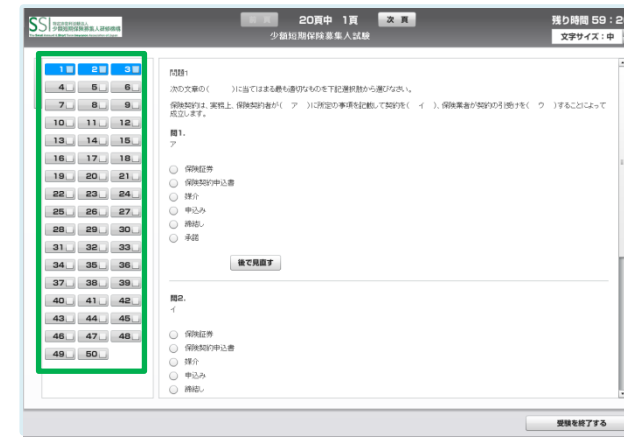 SSI 少額短期保険募集人研修機構
前 頁 20頁中 1頁 次 頁 残り時間 59 : 2
少額短期保険募集人試験 文字サイズ：中
1 2 3
4 5 6
7 8 9
10 11 12
13 14 15
16 17 18
19 20 21
22 23 24
25 26 27
28 29 30
31 32 33
34 35 36
37 38 39
40 41 42
43 44 45
46 47 48
49 50
問題1
次の文章の(　　)に当てはまる最も適切なものを下記選択肢から選びなさい。
保険契約は、実務上、保険契約者が(　ア　)に所定の事項を記載して契約を(　イ　)、保険業者が契約の引受けを(　ウ　)することによって
成立します。
問1.
ア
保険証券
保険契約申込書
媒介
申込み
締結し
承諾
後で見直す
問2.
イ
保険証券
保険契約申込書
媒介
申込み
締結し
受験を終了する